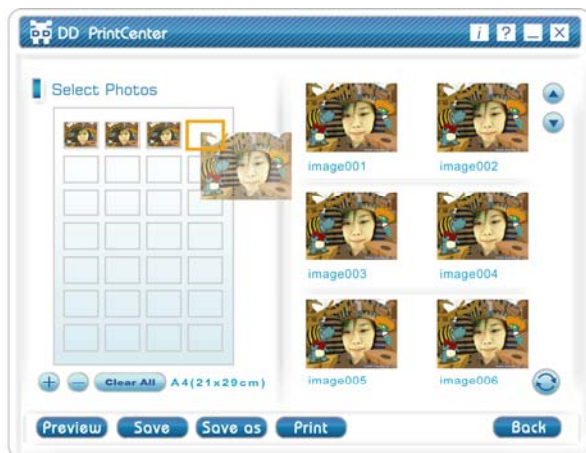 DD PrintCenter
i ? _ X
Select Photos
image001 image002
image003 image004
image005 image006
+ - Clear All A4(21x29cm)
Preview Save Save as Print Back